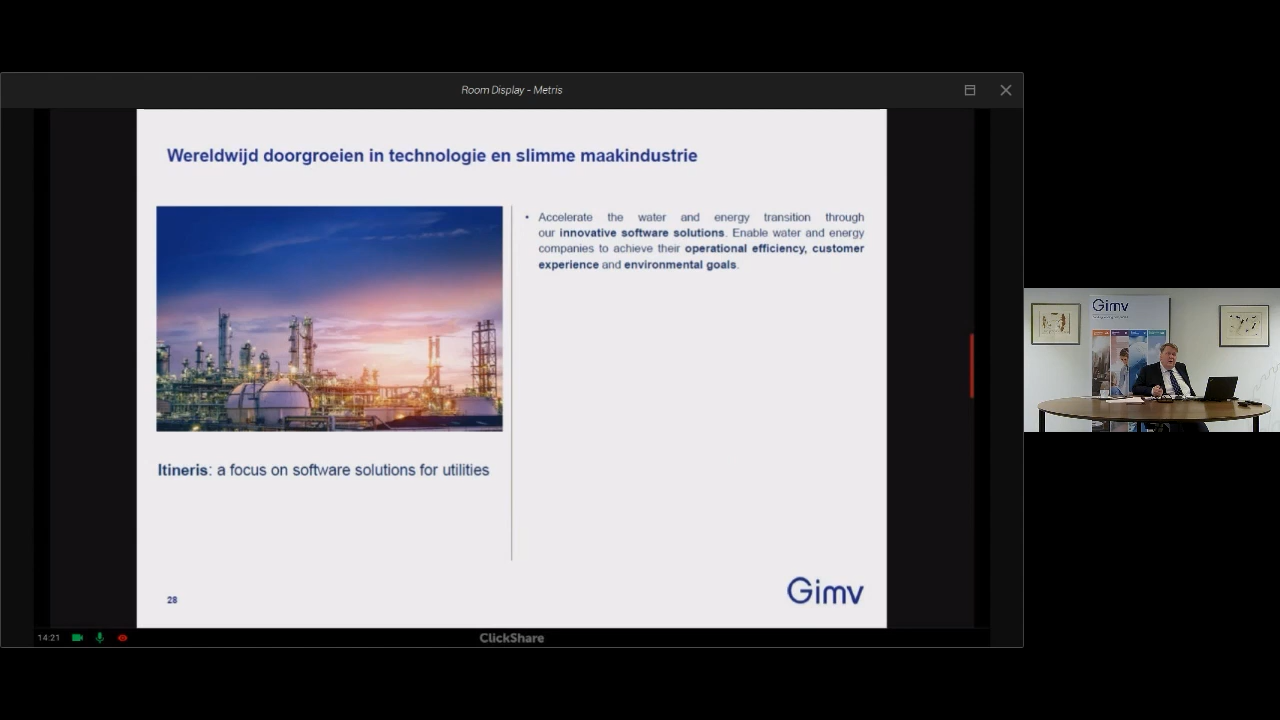 Room Display - Metris
Wereldwijd doorgroeien in technologie en slimme maakindustrie
• Accelerate the water and energy transition through
our innovative software solutions. Enable water and energy
companies to achieve their operational efficiency, customer
experience and environmental goals.
Itineris: a focus on software solutions for utilities
28
Gimv
14:21
ClickShare
Gimv